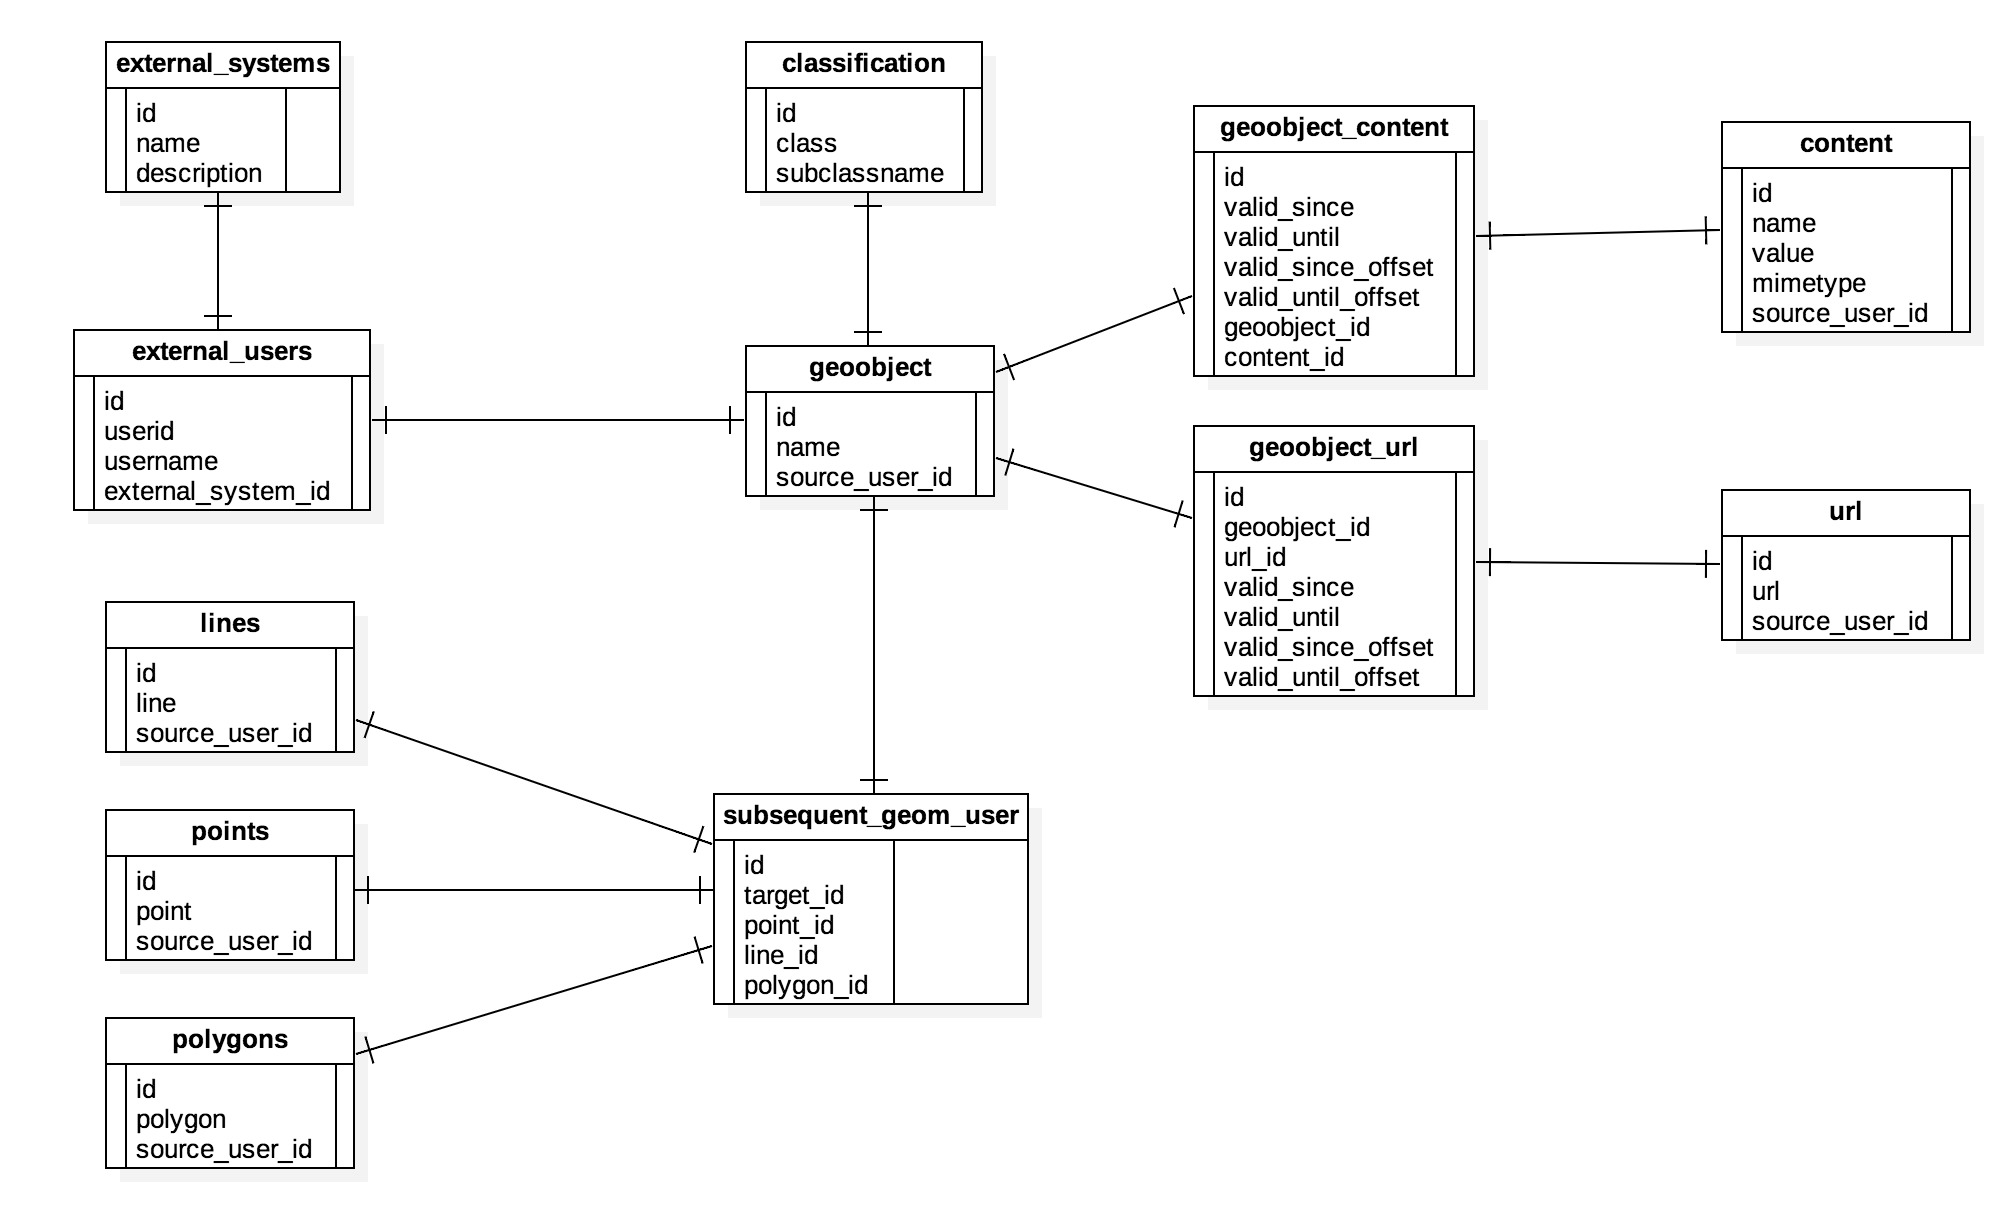 external_systems
id
name
description
classification
id
class
subclassname
geoobject_content
id
valid_since
valid_until
valid_since_offset
valid_until_offset
geoobject_id
content_id
content
id
name
value
mimetype
source_user_id
external_users
id
userid
username
external_system_id
geoobject
id
name
source_user_id
geoobject_url
id
geoobject_id
url_id
valid_since
valid_until
valid_since_offset
valid_until_offset
url
id
url
source_user_id
lines
id
line
source_user_id
points
id
point
source_user_id
subsequent_geom_user
id
target_id
point_id
line_id
polygon_id
polygons
id
polygon
source_user_id